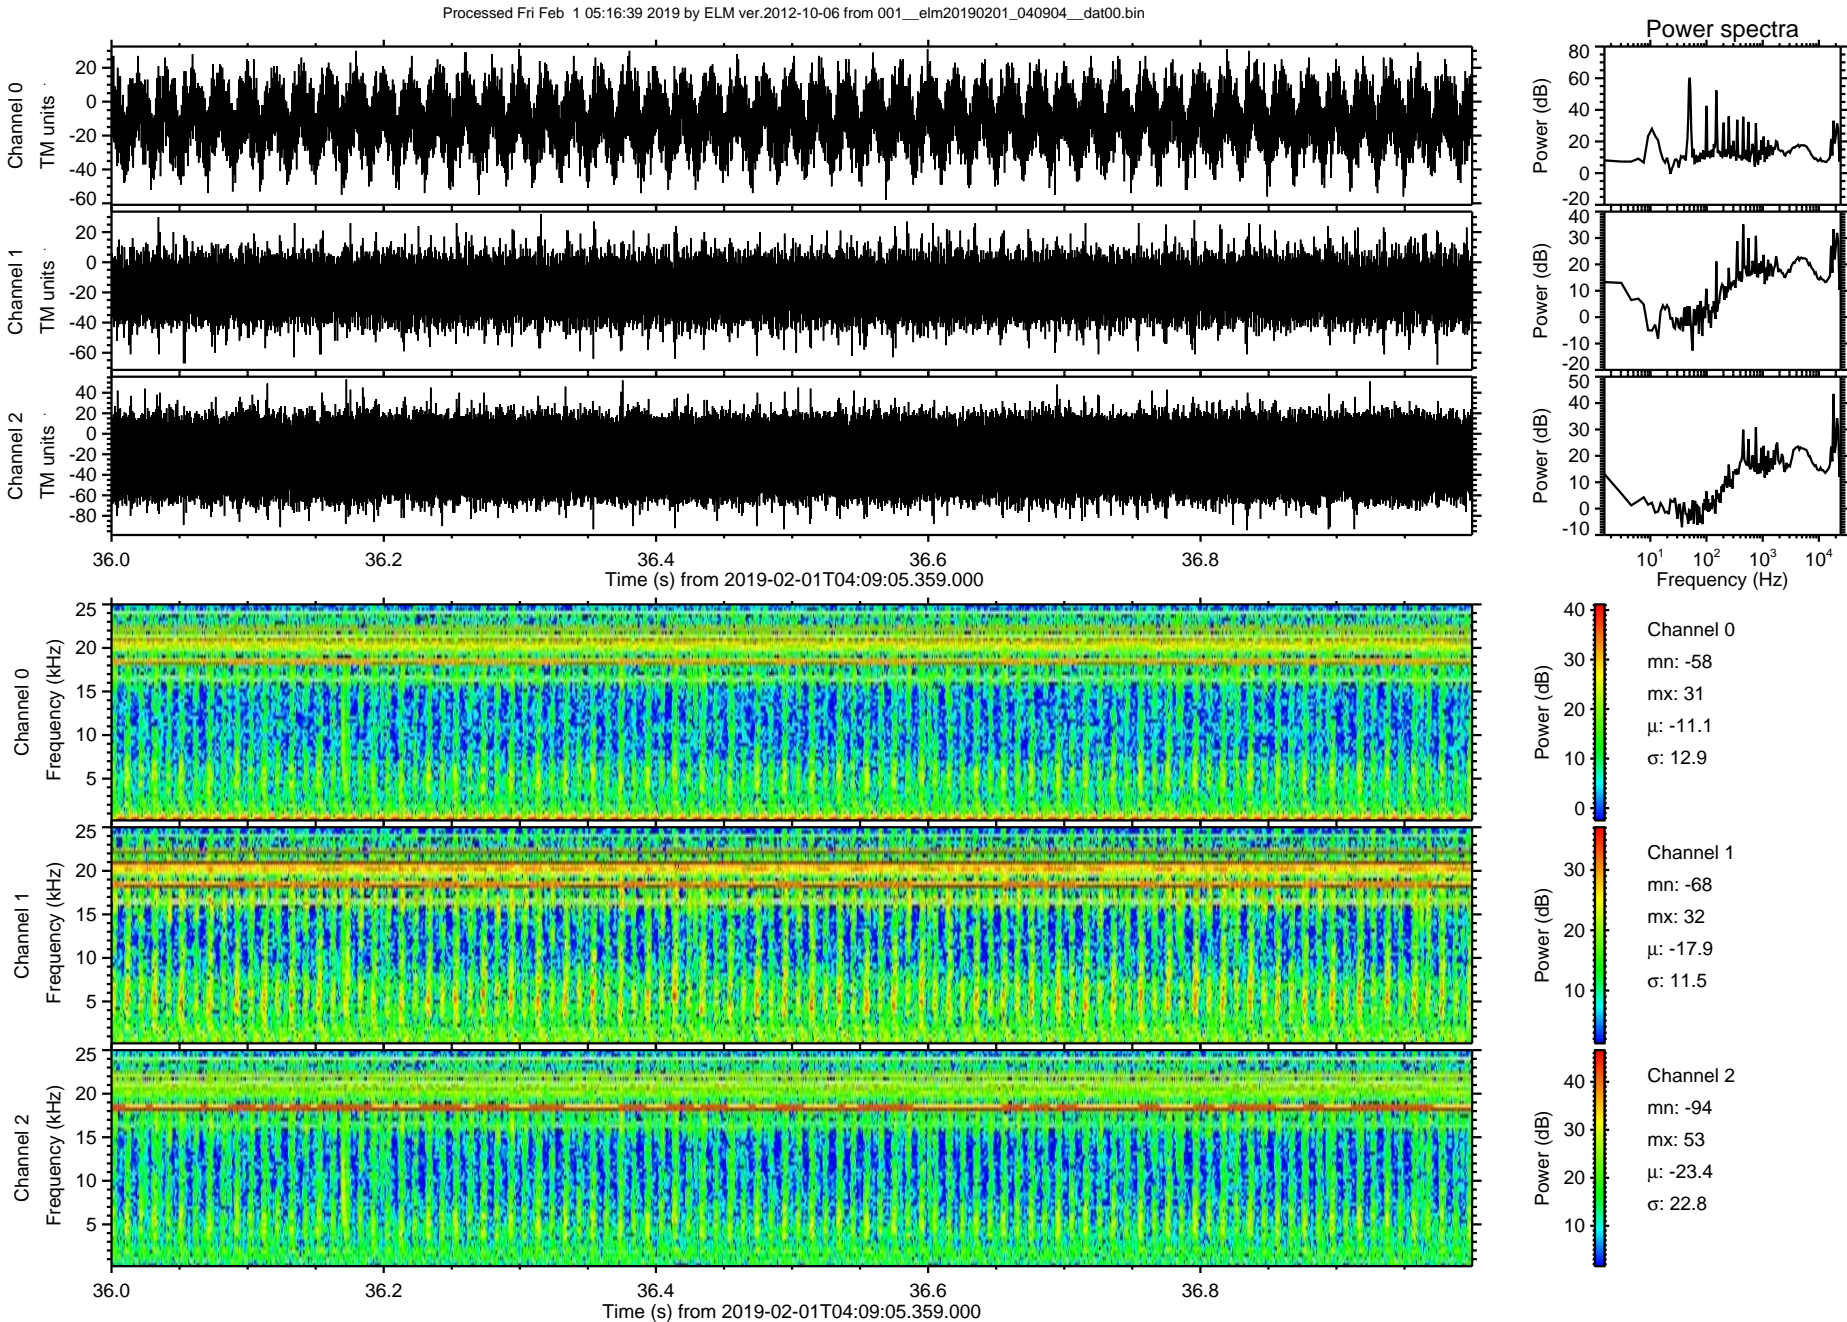 Processed Fri Feb  1 05:16:39 2019 by ELM ver.2012-10-06 from 001__elm20190201_040904__dat00.bin
Power spectra
Channel 0
TM units
20
0
-20
-40
-60
Power (dB)
80
60
40
20
0
-20
Channel 1
TM units
20
0
-20
-40
-60
Power (dB)
40
30
20
10
0
-10
-20
Channel 2
TM units
40
20
0
-20
-40
-60
-80
Power (dB)
50
40
30
20
10
0
-10
36.0 36.2 36.4 36.6 36.8
Time (s) from 2019-02-01T04:09:05.359.000
10^1 10^2 10^3 10^4
Frequency (Hz)
Channel 0
Frequency (kHz)
25
20
15
10
5
Power (dB)
40
30
20
10
0
Channel 0
mn: -58
mx: 31
μ: -11.1
σ: 12.9
Channel 1
Frequency (kHz)
25
20
15
10
5
Power (dB)
30
20
10
Channel 1
mn: -68
mx: 32
μ: -17.9
σ: 11.5
Channel 2
Frequency (kHz)
25
20
15
10
5
Power (dB)
40
30
20
10
Channel 2
mn: -94
mx: 53
μ: -23.4
σ: 22.8
36.0 36.2 36.4 36.6 36.8
Time (s) from 2019-02-01T04:09:05.359.000